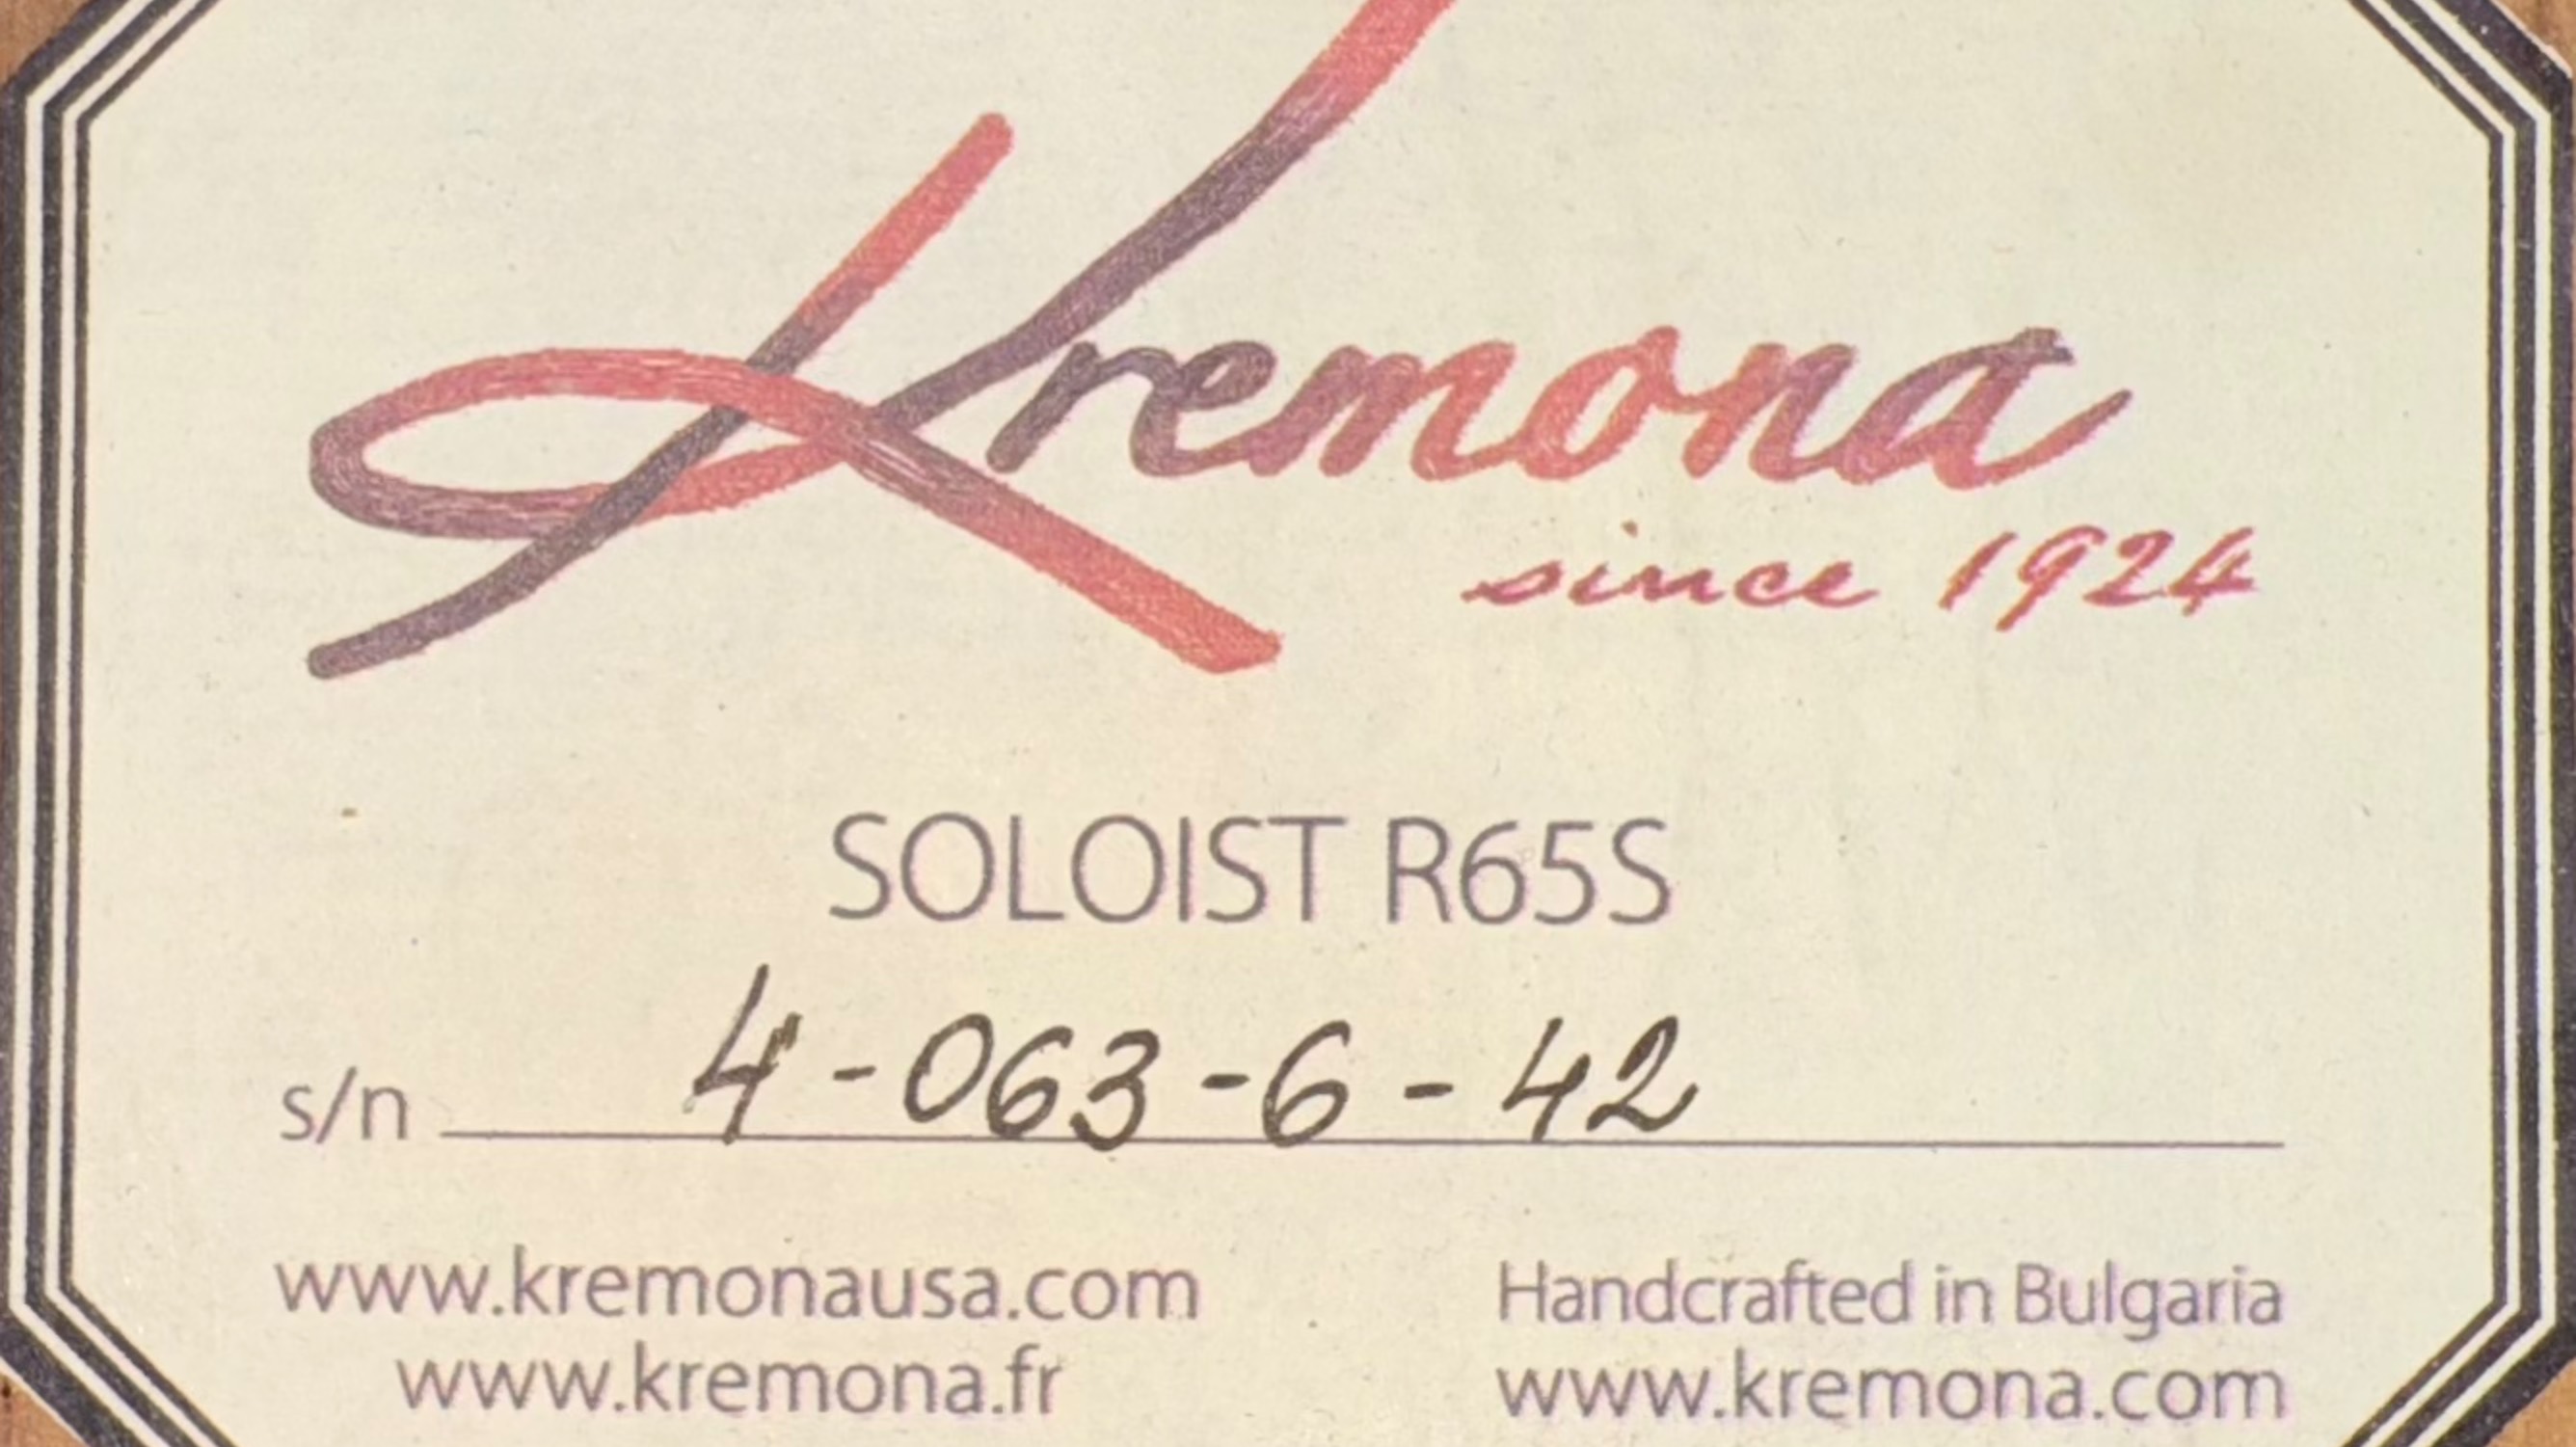 Kremona
since 1924
SOLOIST R65S
s/n 4-063-6-42
www.kremonausa.com
www.kremona.fr
Handcrafted in Bulgaria
www.kremona.com